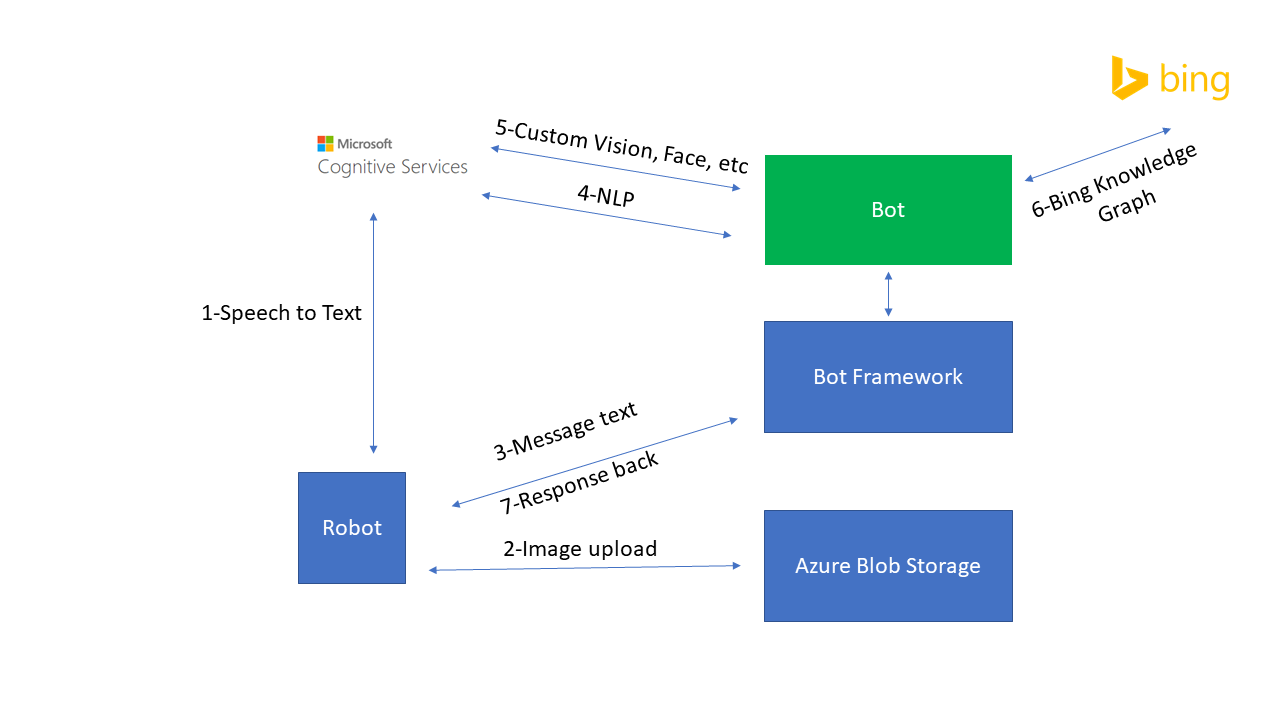 bing
Microsoft
Cognitive Services
5-Custom Vision, Face, etc
4-NLP
Bot
6-Bing Knowledge
Graph
1-Speech to Text
Bot Framework
3-Message text
7-Response back
Robot
2-Image upload
Azure Blob Storage